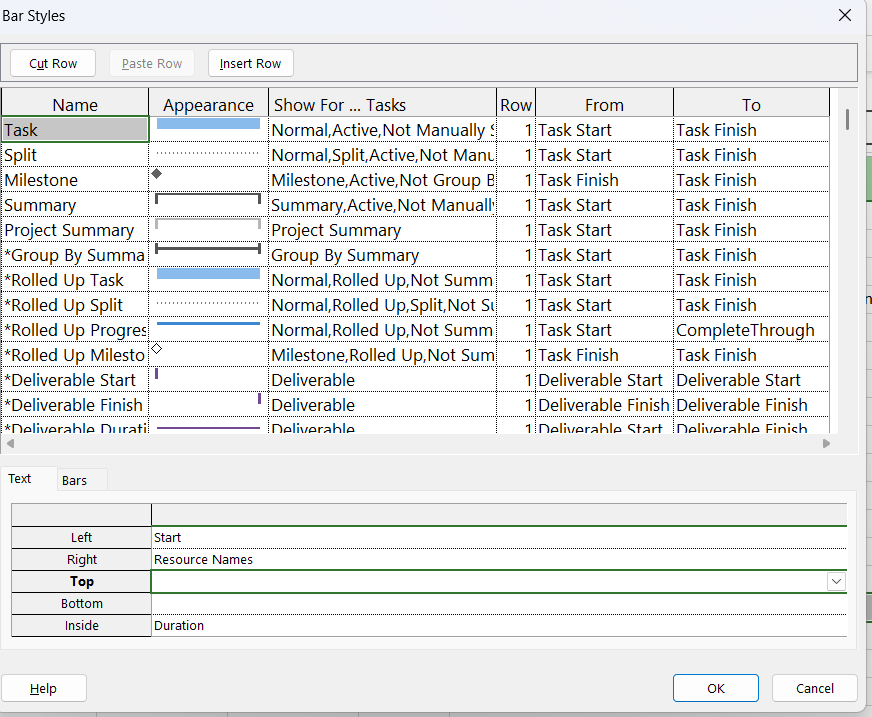 Bar Styles
Cut Row Paste Row Insert Row
Name Appearance Show For ... Tasks Row From To
Task Normal,Active,Not Manually S 1 Task Start Task Finish
Split Normal,Split,Active,Not Manu 1 Task Start Task Finish
Milestone Milestone,Active,Not Group B 1 Task Finish Task Finish
Summary Summary,Active,Not Manually 1 Task Start Task Finish
Project Summary Project Summary 1 Task Start Task Finish
*Group By Summa Group By Summary 1 Task Start Task Finish
*Rolled Up Task Normal,Rolled Up,Not Summ 1 Task Start Task Finish
*Rolled Up Split Normal,Rolled Up,Split,Not Su 1 Task Start Task Finish
*Rolled Up Progres Normal,Rolled Up,Not Summ 1 Task Start CompleteThrough
*Rolled Up Milesto Milestone,Rolled Up,Not Sum 1 Task Finish Task Finish
*Deliverable Start Deliverable 1 Deliverable Start Deliverable Start
*Deliverable Finish Deliverable 1 Deliverable Finish Deliverable Finish
*Deliverable Durati Deliverable 1 Deliverable Start Deliverable Finish
Text Bars
Left Start
Right Resource Names
Top
Bottom
Inside Duration
Help OK Cancel